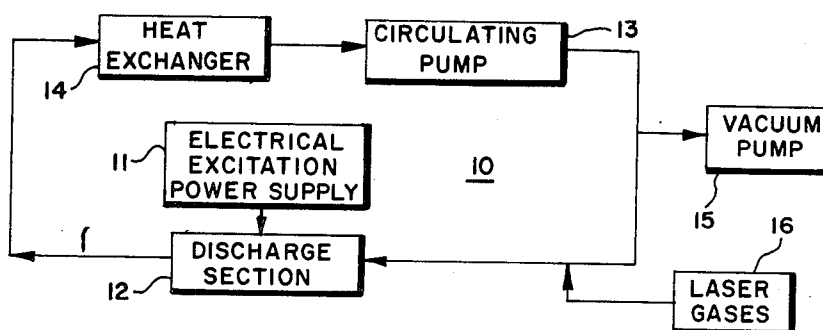 HEAT
EXCHANGER
14
CIRCULATING
PUMP
13
11
ELECTRICAL
EXCITATION
POWER SUPPLY
10
VACUUM
PUMP
15
DISCHARGE
SECTION
12
16
LASER
GASES